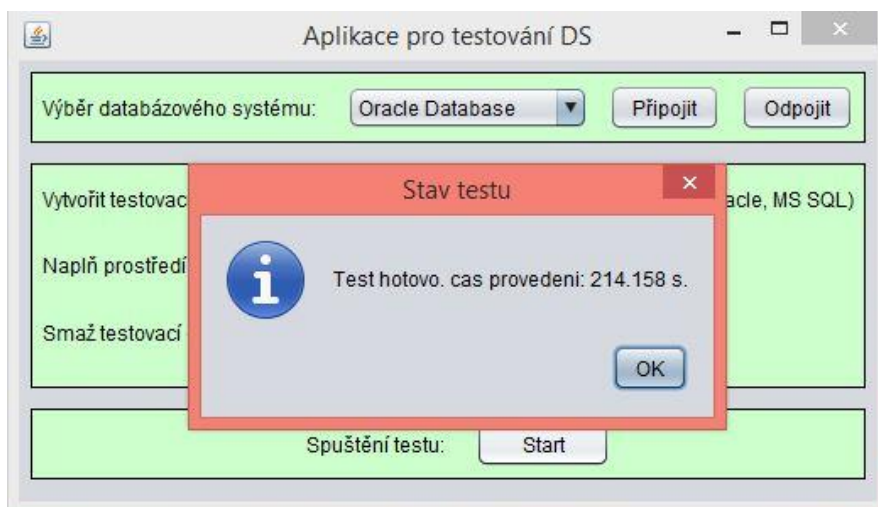 Aplikace pro testování DS
Výběr databázového systému: Oracle Database Připojit Odpojit
Stav testu
Vytvořit testovac acle, MS SQL)
Naplň prostředí
Test hotovo. cas provedeni: 214.158 s.
Smaž testovací
OK
Spuštění testu: Start